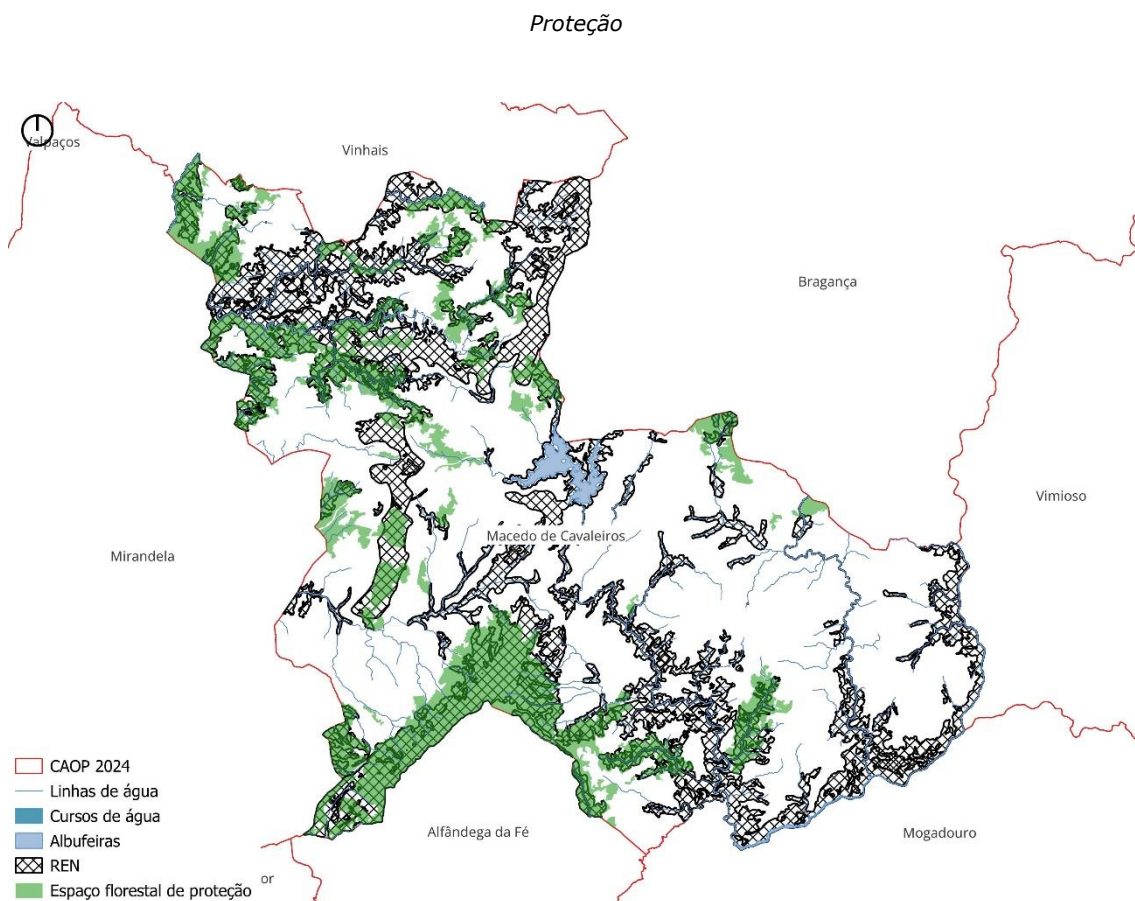 Proteção
Valpaços
Vinhais
Bragança
Vimioso
Macedo de Cavaleiros
Mirandela
Alfândega da Fé
Mogadouro
CAOP 2024
Linhas de água
Cursos de água
Albufeiras
REN
Espaço florestal de proteção
or